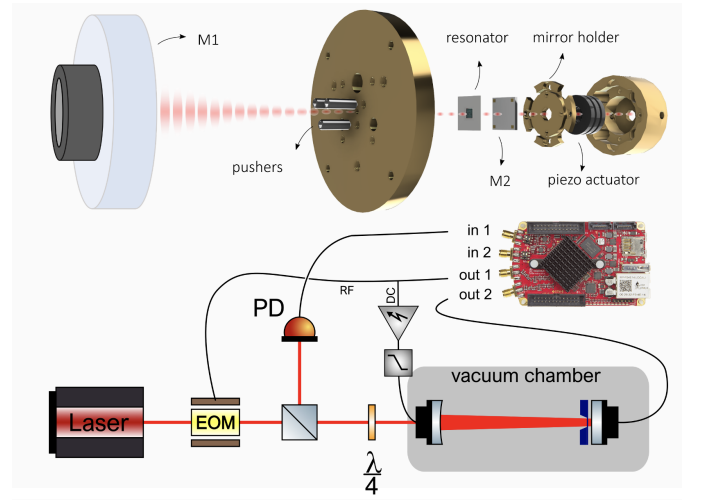 M1
resonator
mirror holder
pushers
M2
piezo actuator
in 1
in 2
out 1
out 2
RF
DC
PD
vacuum chamber
Laser
EOM
λ
4